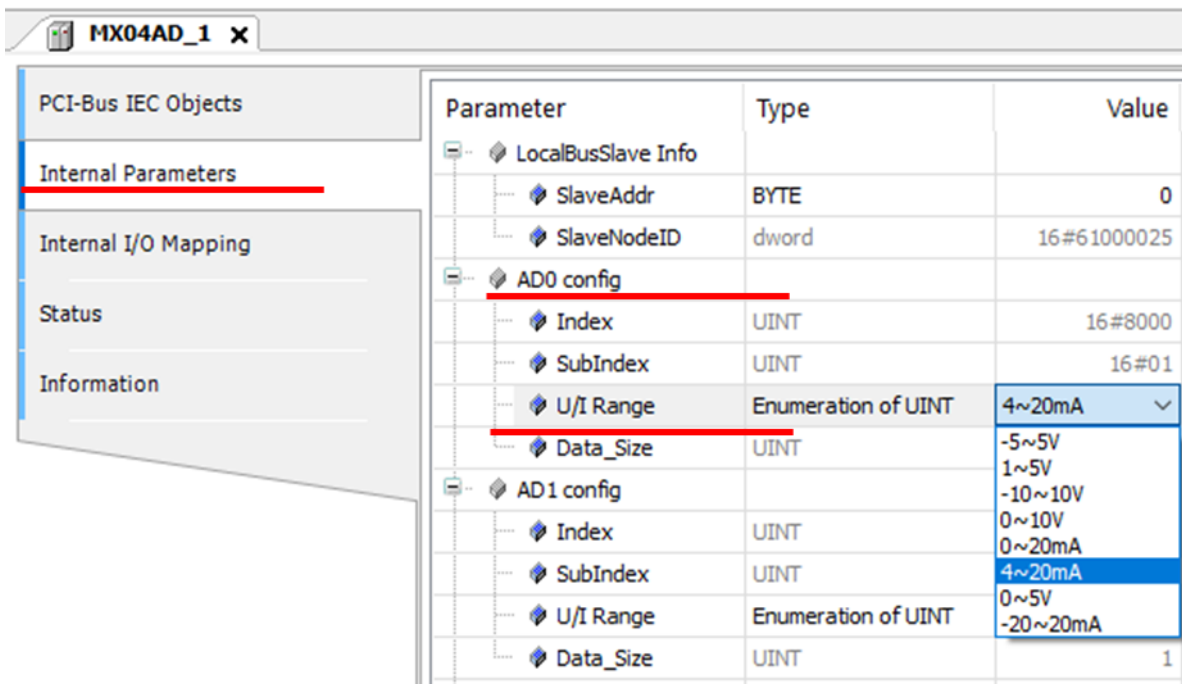 MX04AD_1 x
PCI-Bus IEC Objects
Internal Parameters
Internal I/O Mapping
Status
Information
Parameter Type Value
LocalBusSlave Info
SlaveAddr BYTE 0
SlaveNodeID dword 16#61000025
AD0 config
Index UINT 16#8000
SubIndex UINT 16#01
U/I Range Enumeration of UINT 4~20mA
Data_Size UINT
-5~5V
1~5V
-10~10V
0~10V
0~20mA
4~20mA
0~5V
-20~20mA
AD1 config
Index UINT
SubIndex UINT
U/I Range Enumeration of UINT
Data_Size UINT 1